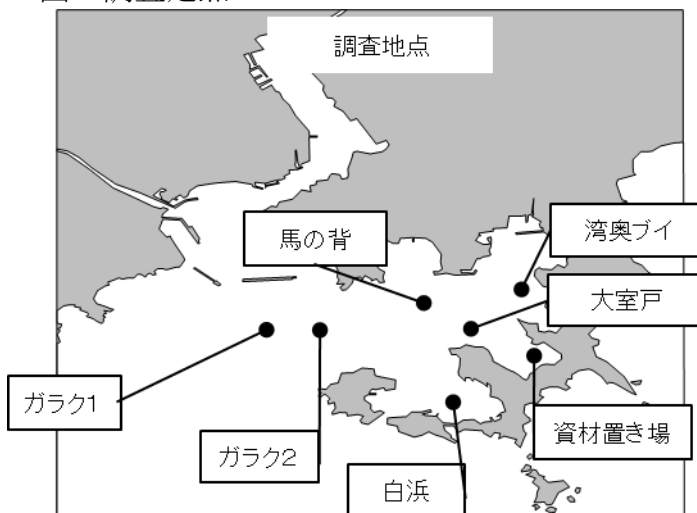 調査地点
馬の背
湾奥ブイ
大室戸
ガラク1
ガラク2
資材置き場
白浜